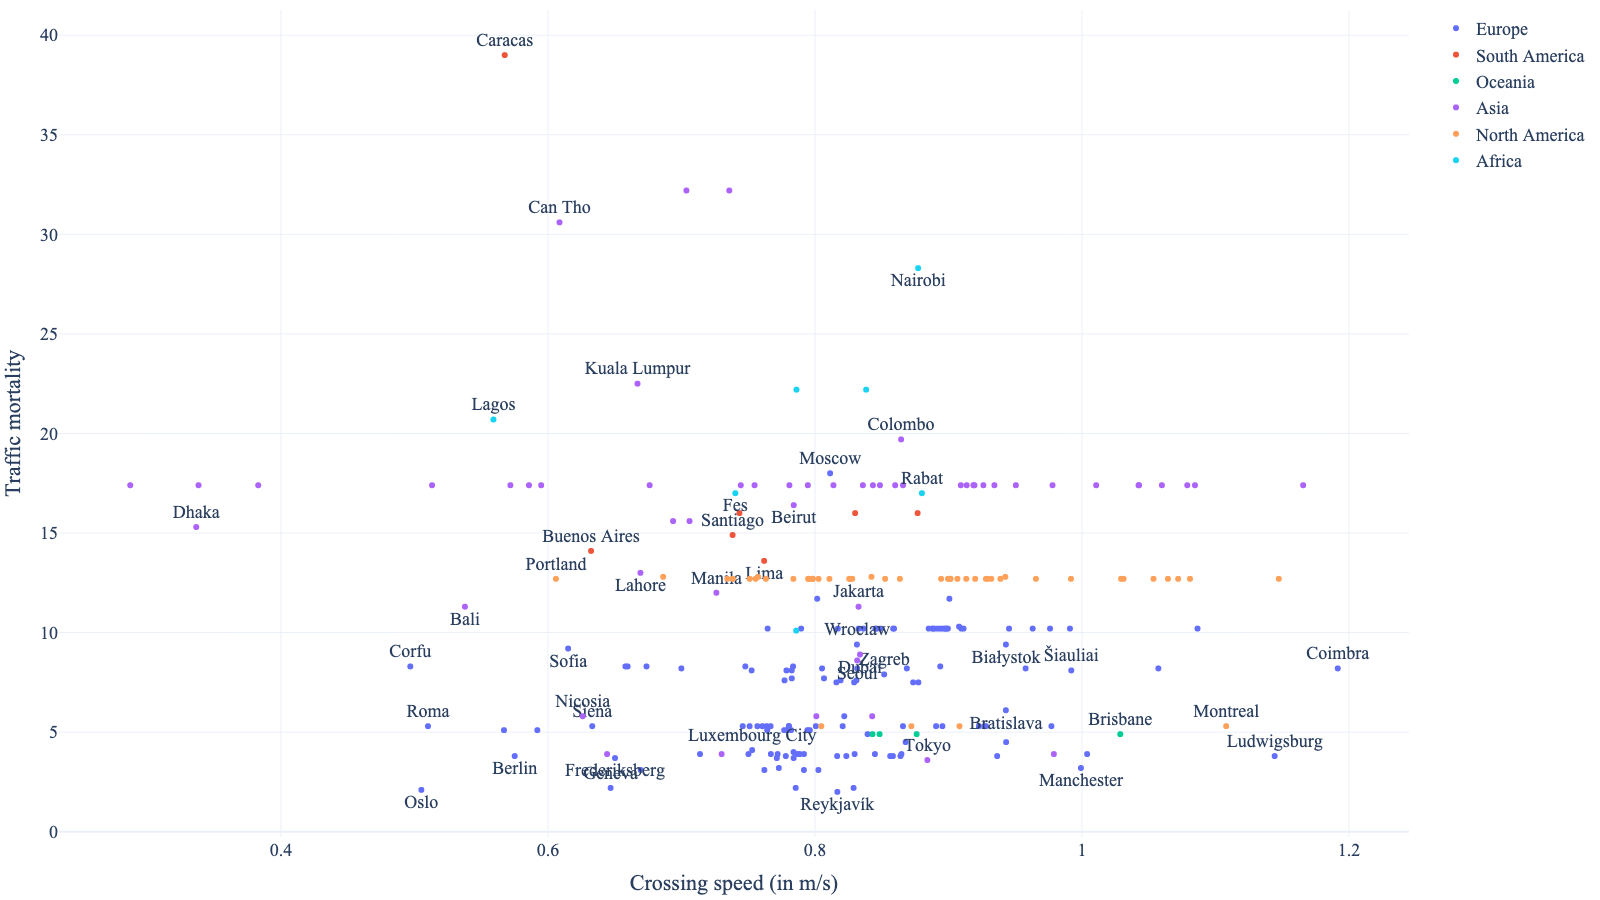 Caracas
Can Tho
Nairobi
Kuala Lumpur
Lagos
Colombo
Moscow
Rabat
Fes
Dhaka
Santiago
Beirut
Buenos Aires
Portland
Lima
Manila
Lahore
Jakarta
Bali
Wrocław
Corfu
Sofia
Zagreb
Dubai
Seoul
Białystok
Šiauliai
Coimbra
Nicosia
Siena
Roma
Luxembourg City
Bratislava
Brisbane
Montreal
Tokyo
Ludwigsburg
Berlin
Frederiksberg
Geneva
Manchester
Oslo
Reykjavík
40
35
30
25
20
15
10
5
0
Traffic mortality
0.4
0.6
0.8
1
1.2
Crossing speed (in m/s)
Europe
South America
Oceania
Asia
North America
Africa